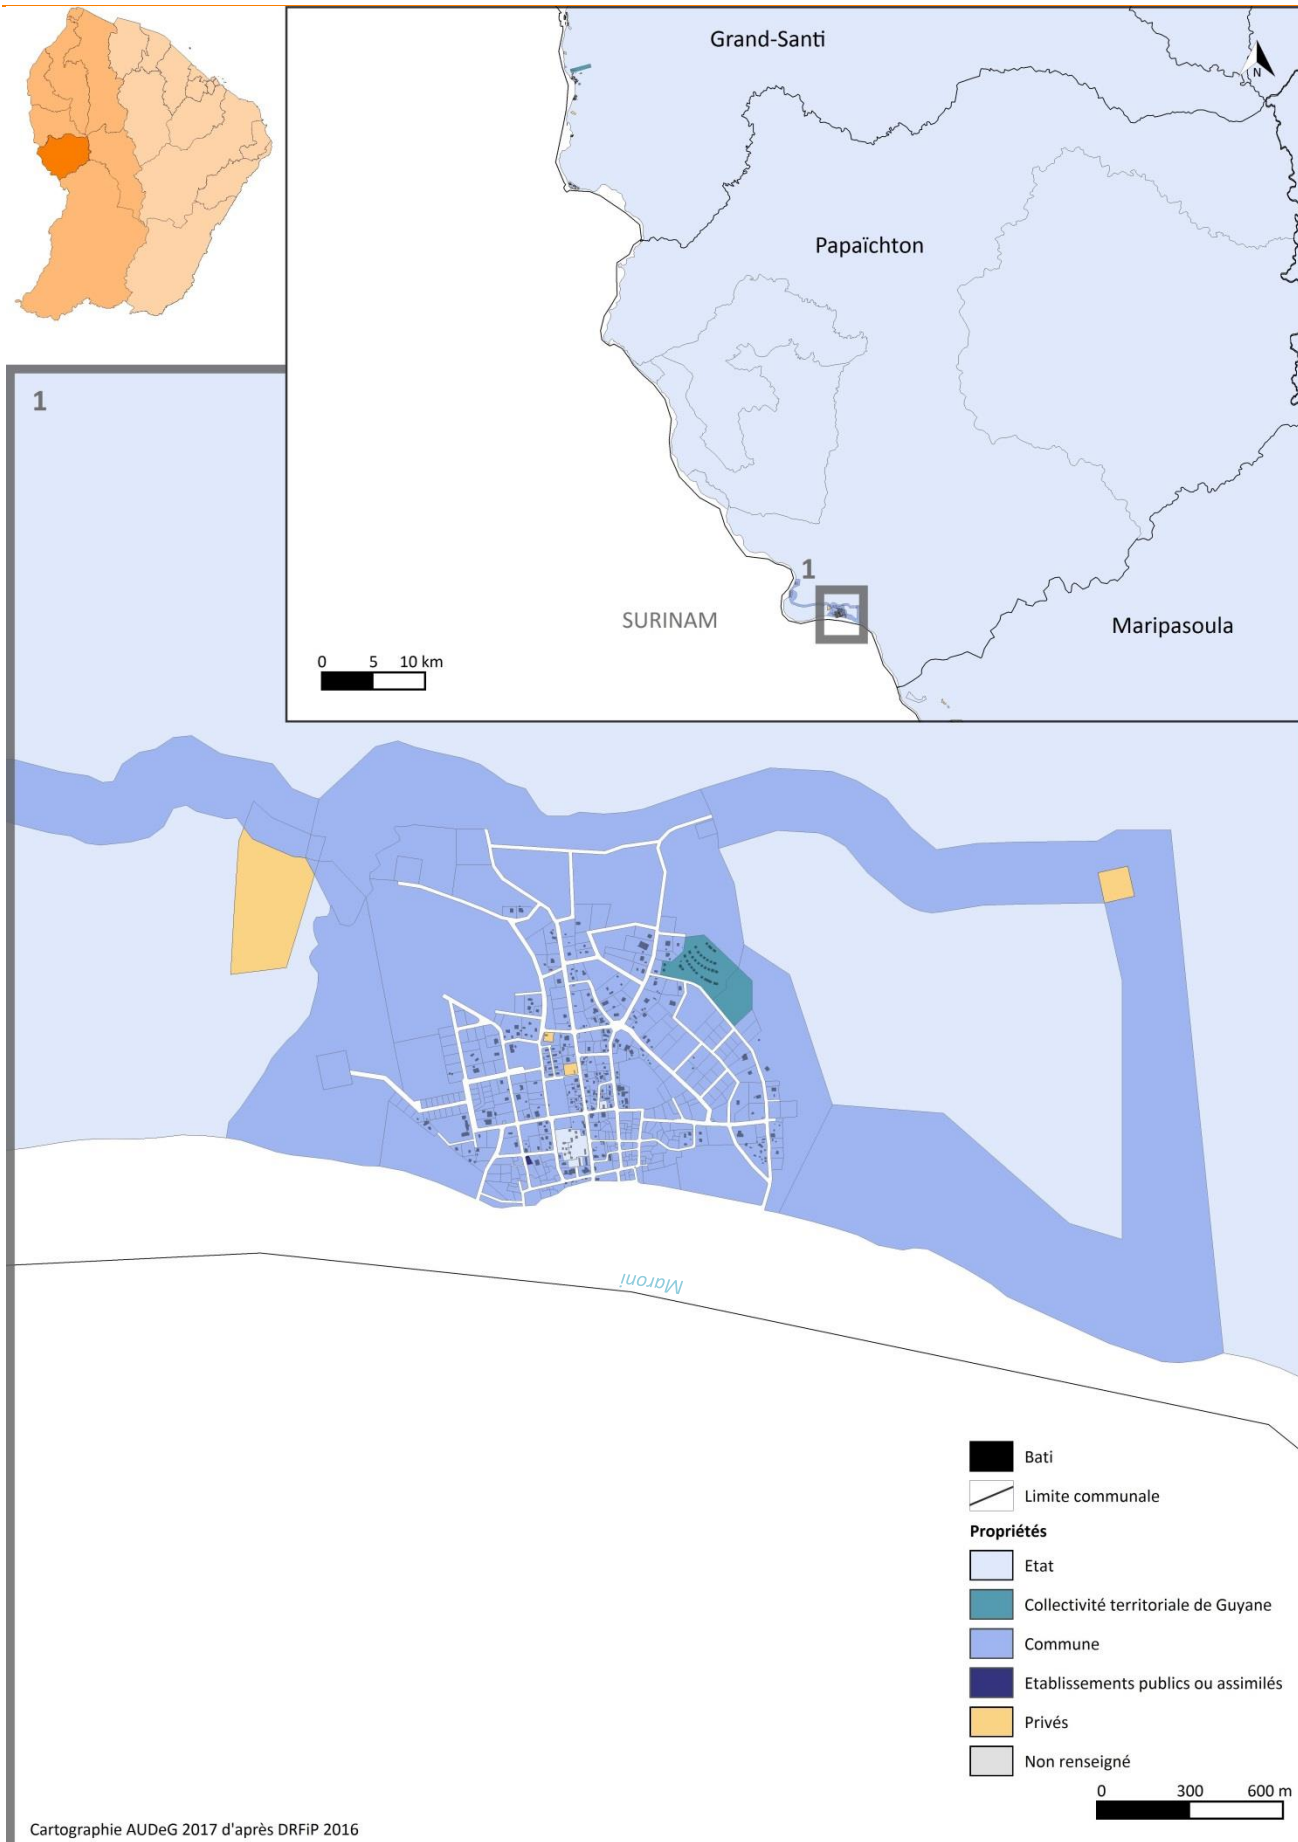 Grand-Santi
N
Papaïchton
1
1
SURINAM
Maripasoula
0 5 10 km
Maroni
Bati
Limite communale
Propriétés
Etat
Collectivité territoriale de Guyane
Commune
Etablissements publics ou assimilés
Privés
Non renseigné
0 300 600 m
Cartographie AUDeG 2017 d'après DRFiP 2016